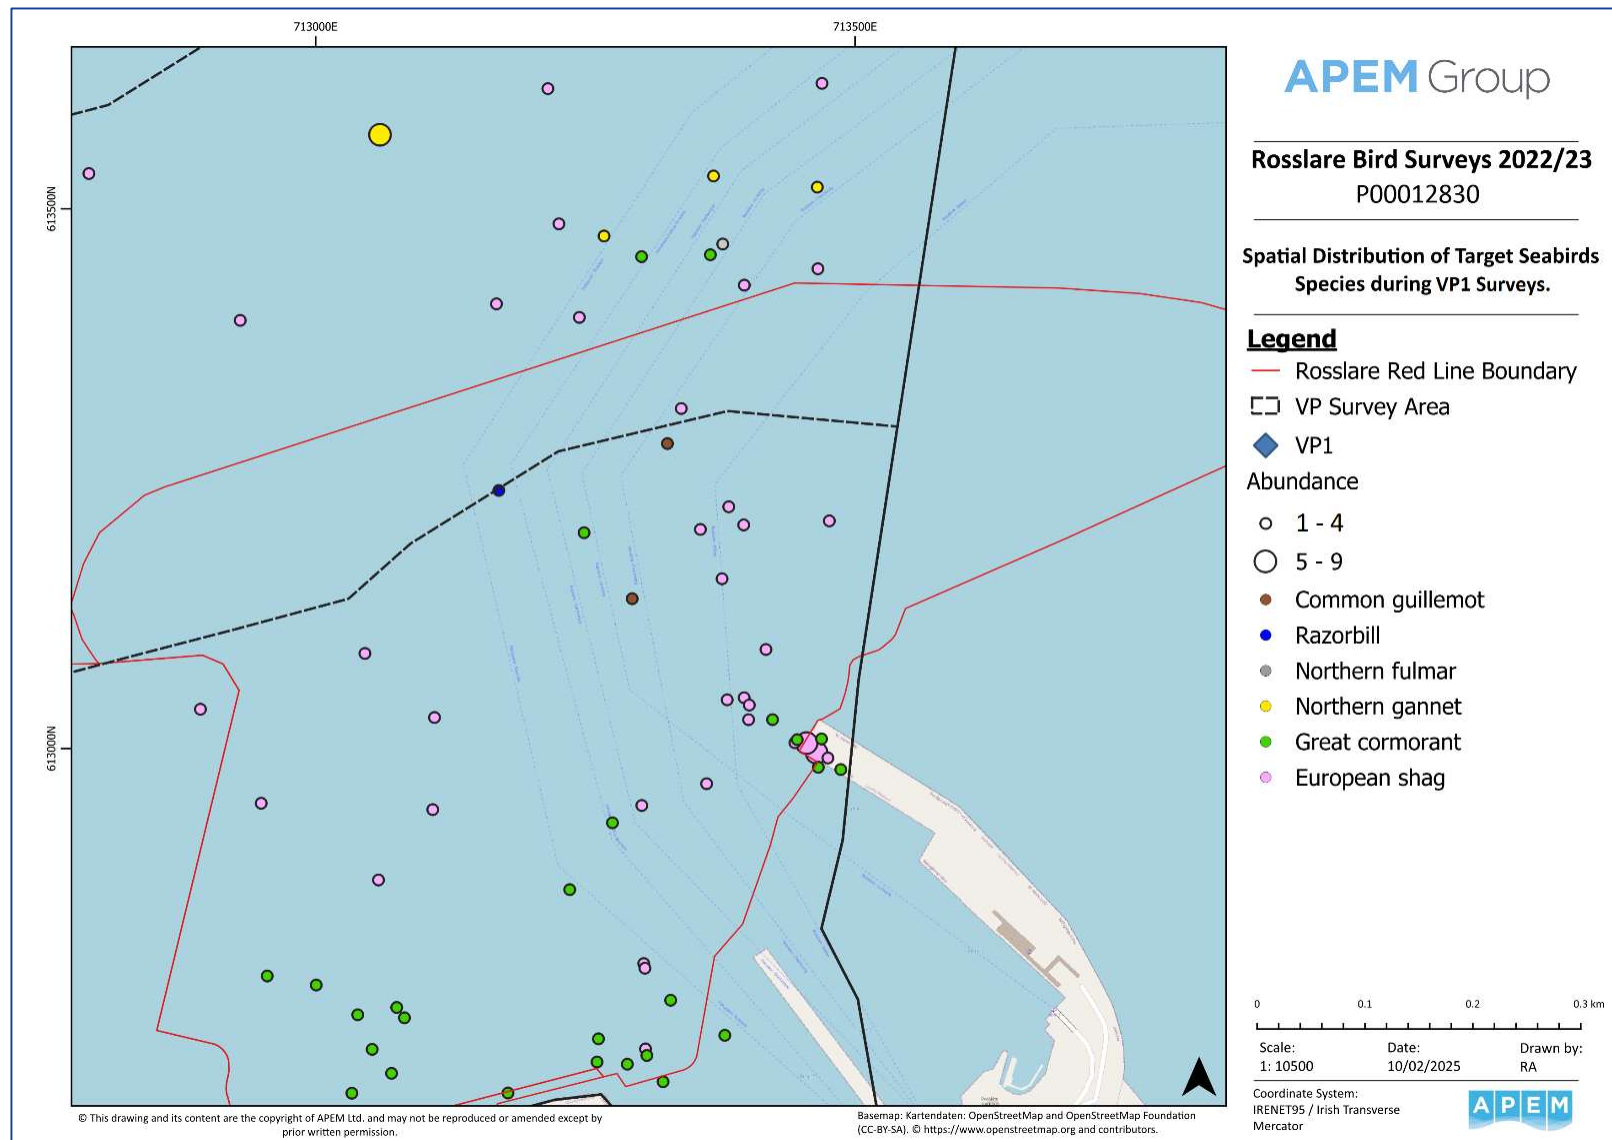 713000E
713500E
613500N
613000N
APEM Group
Rosslare Bird Surveys 2022/23
P00012830
Spatial Distribution of Target Seabirds
Species during VP1 Surveys.
Legend
Rosslare Red Line Boundary
VP Survey Area
VP1
Abundance
1 - 4
5 - 9
Common guillemot
Razorbill
Northern fulmar
Northern gannet
Great cormorant
European shag
0 0.1 0.2 0.3 km
Scale: Date: Drawn by:
1: 10500 10/02/2025 RA
Coordinate System:
IRENET95 / Irish Transverse
Mercator
APEM
© This drawing and its content are the copyright of APEM Ltd. and may not be reproduced or amended except by
prior written permission.
Basemap: Kartendaten: OpenStreetMap and OpenStreetMap Foundation
(CC-BY-SA). © https://www.openstreetmap.org and contributors.